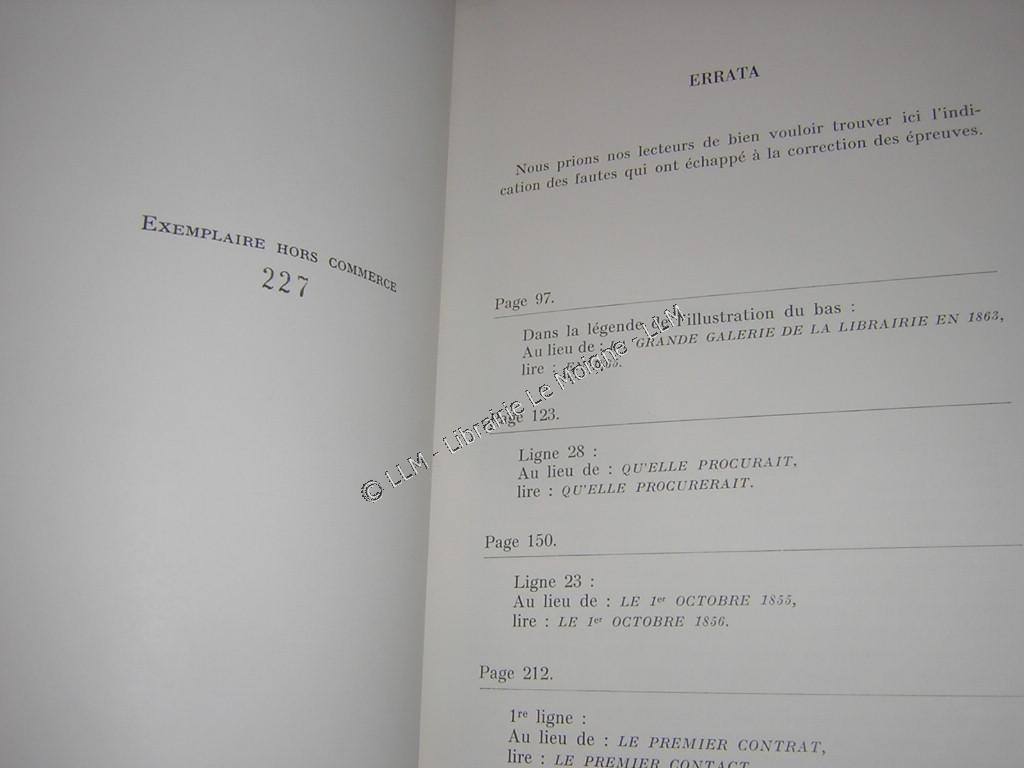 EXEMPLAIRE HORS COMMERCE
227
ERRATA
Nous prions nos lecteurs de bien vouloir trouver ici l'indi-
cation des fautes qui ont échappé à la correction des épreuves.
Page 97.
Dans la légende de l'illustration du bas :
Au lieu de : GRANDE GALERIE DE LA LIBRAIRIE EN 1863,
lire : EN
Page 123.
Ligne 28 :
Au lieu de : QU'ELLE PROCURAIT,
lire : QU'ELLE PROCURERAIT.
Page 150.
Ligne 23 :
Au lieu de : LE 1er OCTOBRE 1855,
lire : LE 1er OCTOBRE 1856.
Page 212.
1re ligne :
Au lieu de : LE PREMIER CONTRAT,
lire : LE PREMIER CONTACT
© LLM - Librairie Le Moigne - LLM